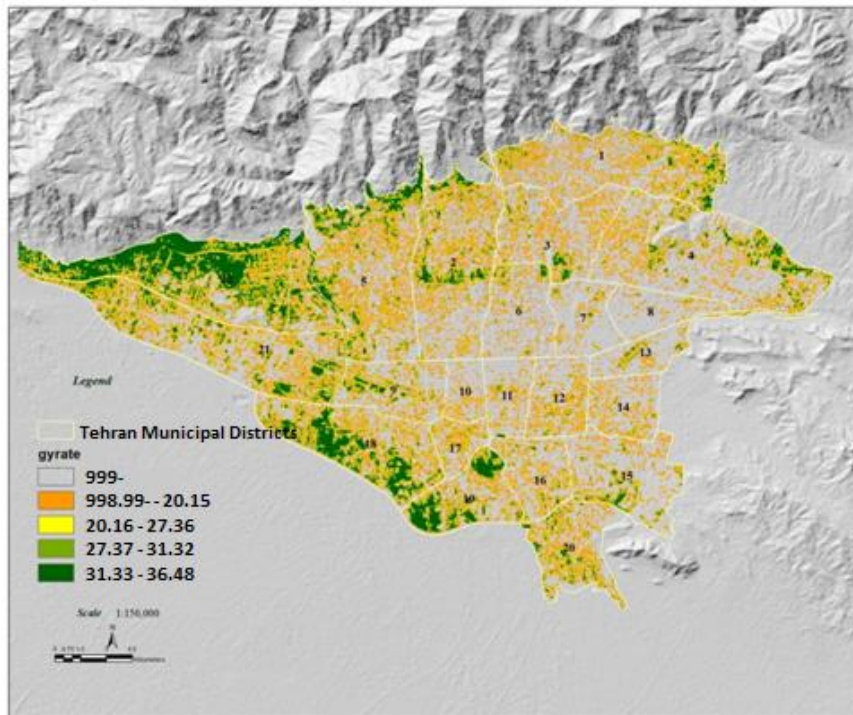 1
3
4
2
5
6
7
8
13
21
9
10
11
12
14
18
17
15
16
19
20
Legend
Tehran Municipal Districts
gyrate
999-
998.99- - 20.15
20.16 - 27.36
27.37 - 31.32
31.33 - 36.48
Scale 1:150,000
N